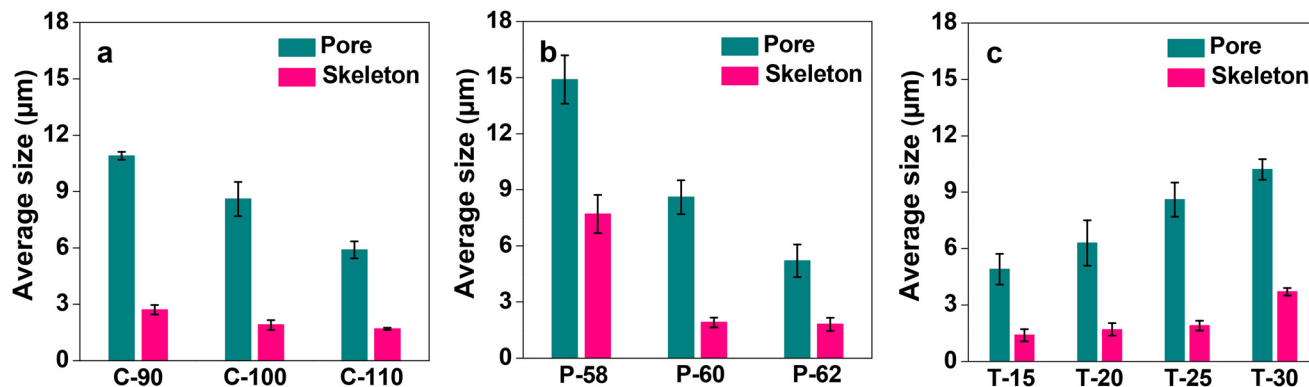 a
Pore
Skeleton
Average size (μm)
18
15
12
9
6
3
0
C-90 C-100 C-110
b
Pore
Skeleton
Average size (μm)
18
15
12
9
6
3
0
P-58 P-60 P-62
c
Pore
Skeleton
Average size (μm)
18
15
12
9
6
3
0
T-15 T-20 T-25 T-30